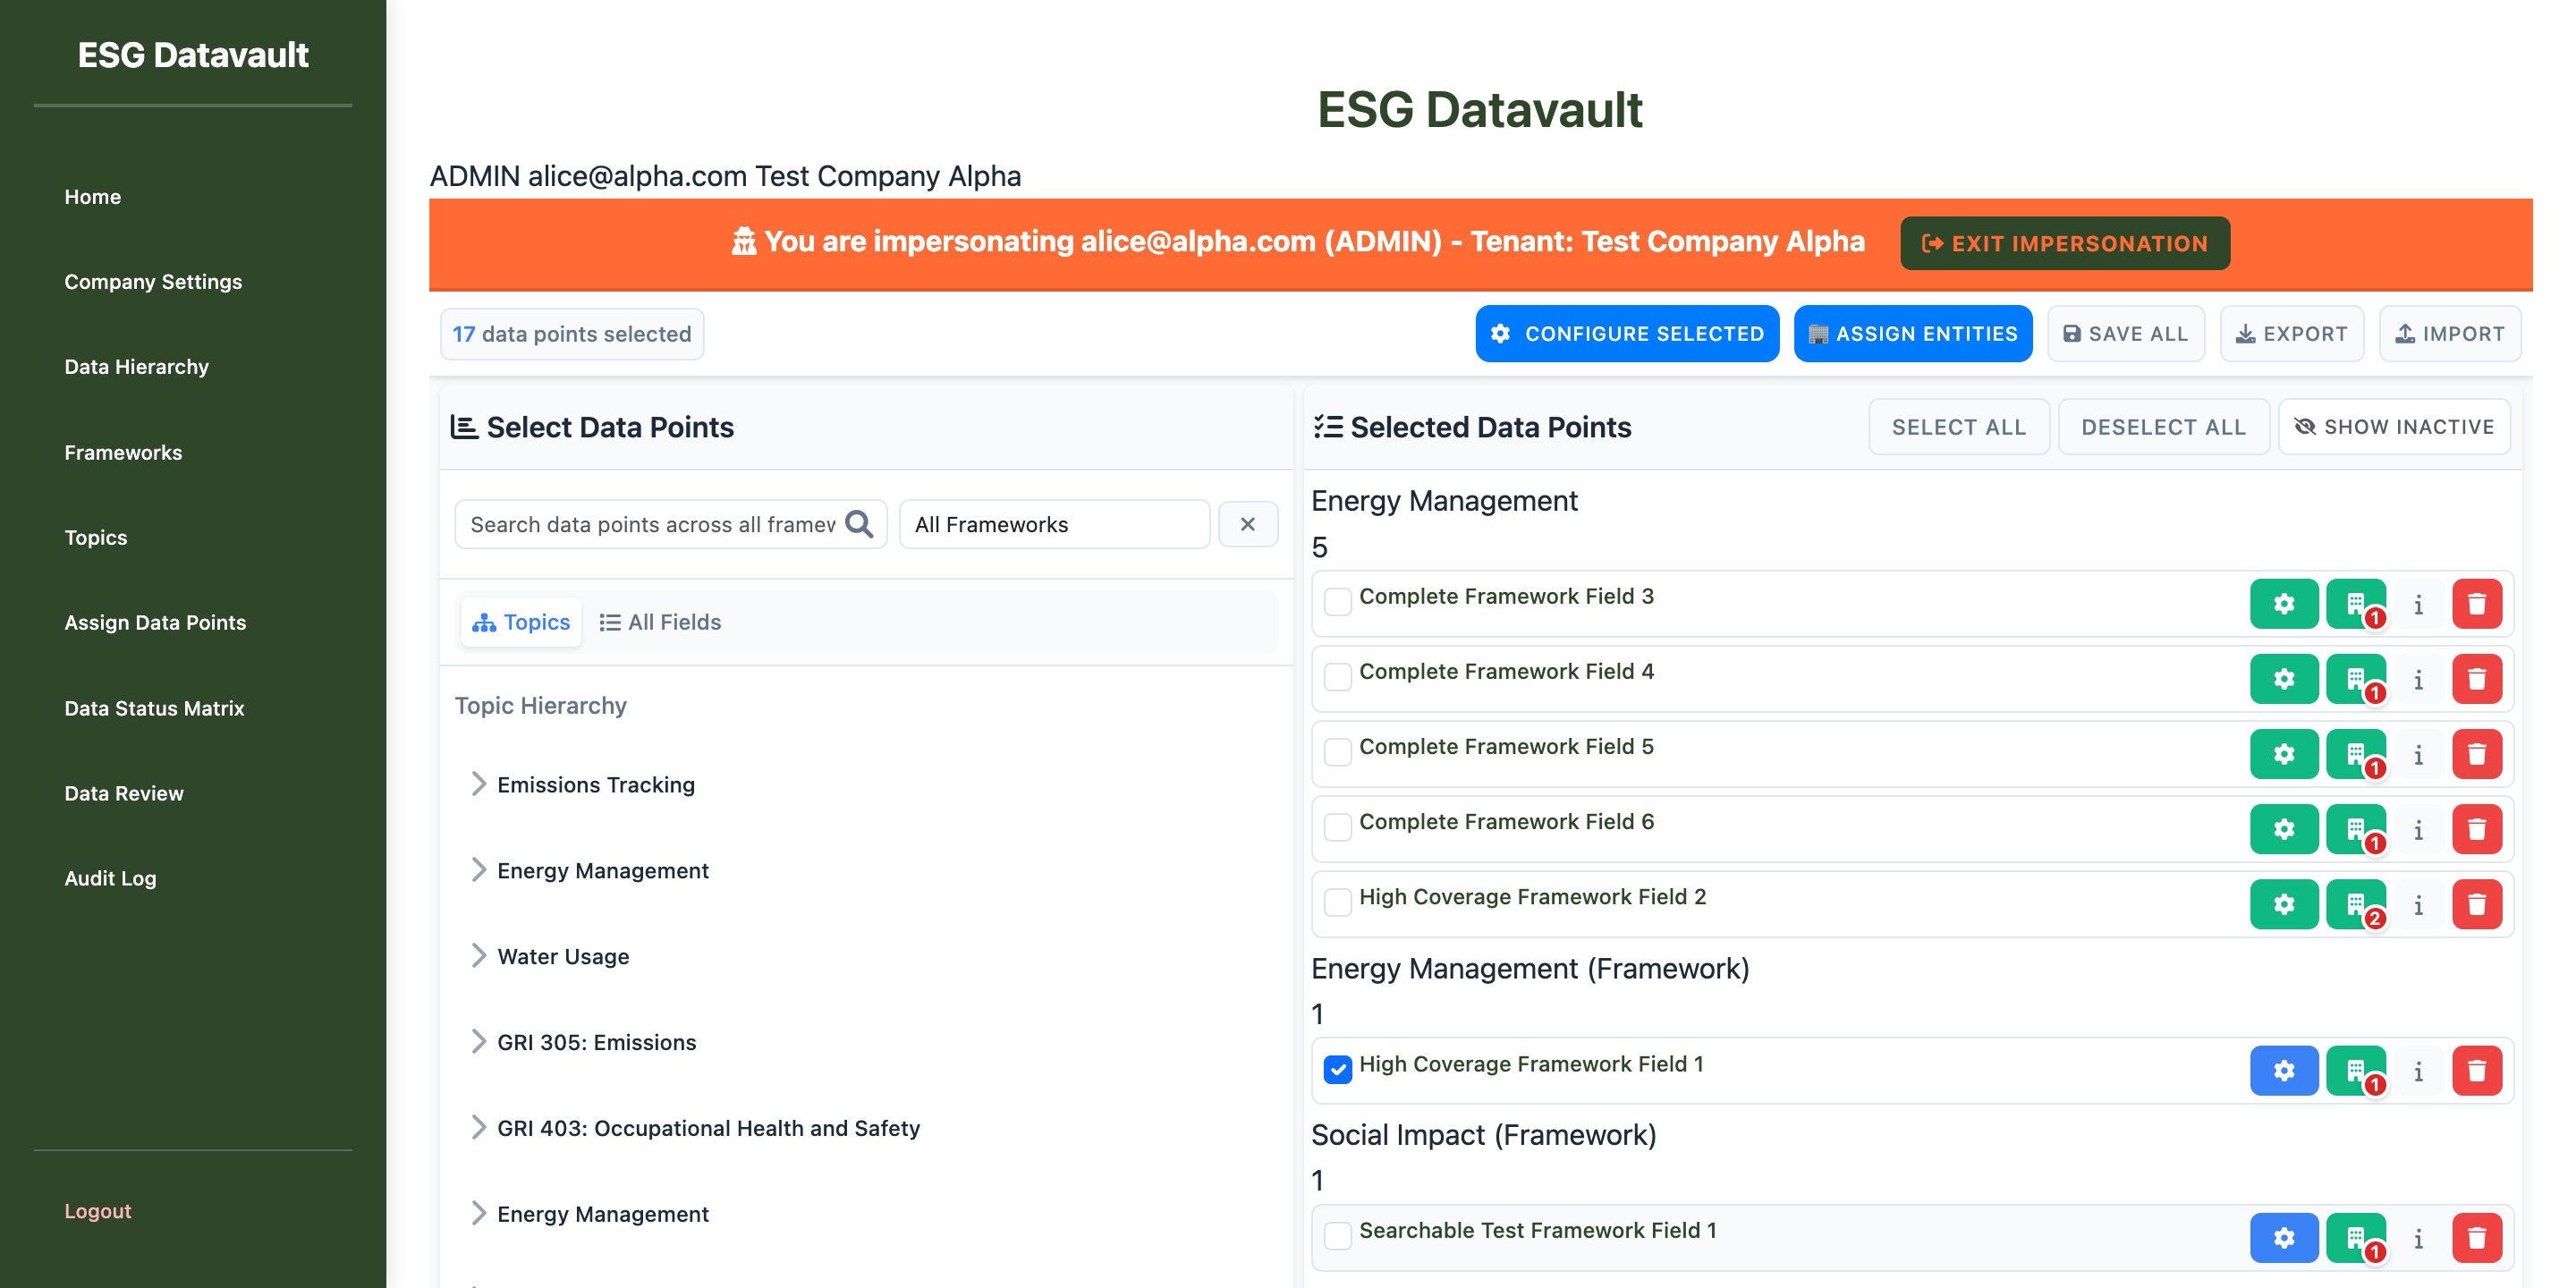 ESG Datavault
Home
Company Settings
Data Hierarchy
Frameworks
Topics
Assign Data Points
Data Status Matrix
Data Review
Audit Log
Logout
ESG Datavault
ADMIN alice@alpha.com Test Company Alpha
You are impersonating alice@alpha.com (ADMIN) - Tenant: Test Company Alpha
EXIT IMPERSONATION
17 data points selected
CONFIGURE SELECTED
ASSIGN ENTITIES
SAVE ALL
EXPORT
IMPORT
Select Data Points
Search data points across all framew
All Frameworks
Topics
All Fields
Topic Hierarchy
Emissions Tracking
Energy Management
Water Usage
GRI 305: Emissions
GRI 403: Occupational Health and Safety
Energy Management
Selected Data Points
SELECT ALL
DESELECT ALL
SHOW INACTIVE
Energy Management
5
Complete Framework Field 3
1
Complete Framework Field 4
1
Complete Framework Field 5
1
Complete Framework Field 6
1
High Coverage Framework Field 2
2
Energy Management (Framework)
1
High Coverage Framework Field 1
1
Social Impact (Framework)
1
Searchable Test Framework Field 1
1